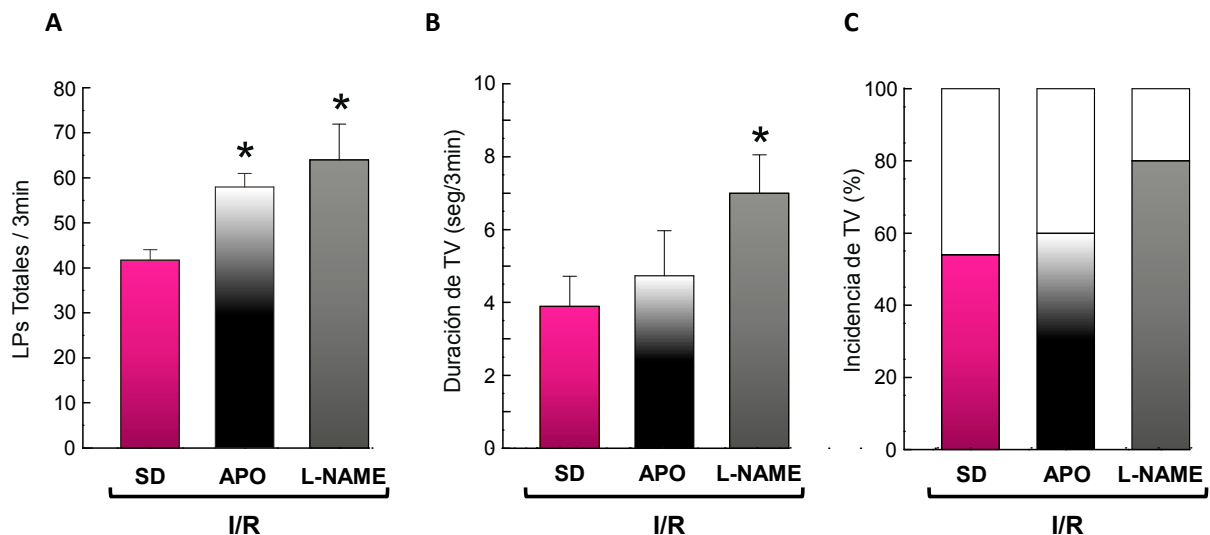 A
LPs Totales / 3min
80
70
60
50
40
30
20
10
0
*
*
SD APO L-NAME
I/R
B
Duración de TV (seg/3min)
10
8
6
4
2
0
*
SD APO L-NAME
I/R
C
Incidencia de TV (%)
100
80
60
40
20
0
SD APO L-NAME
I/R